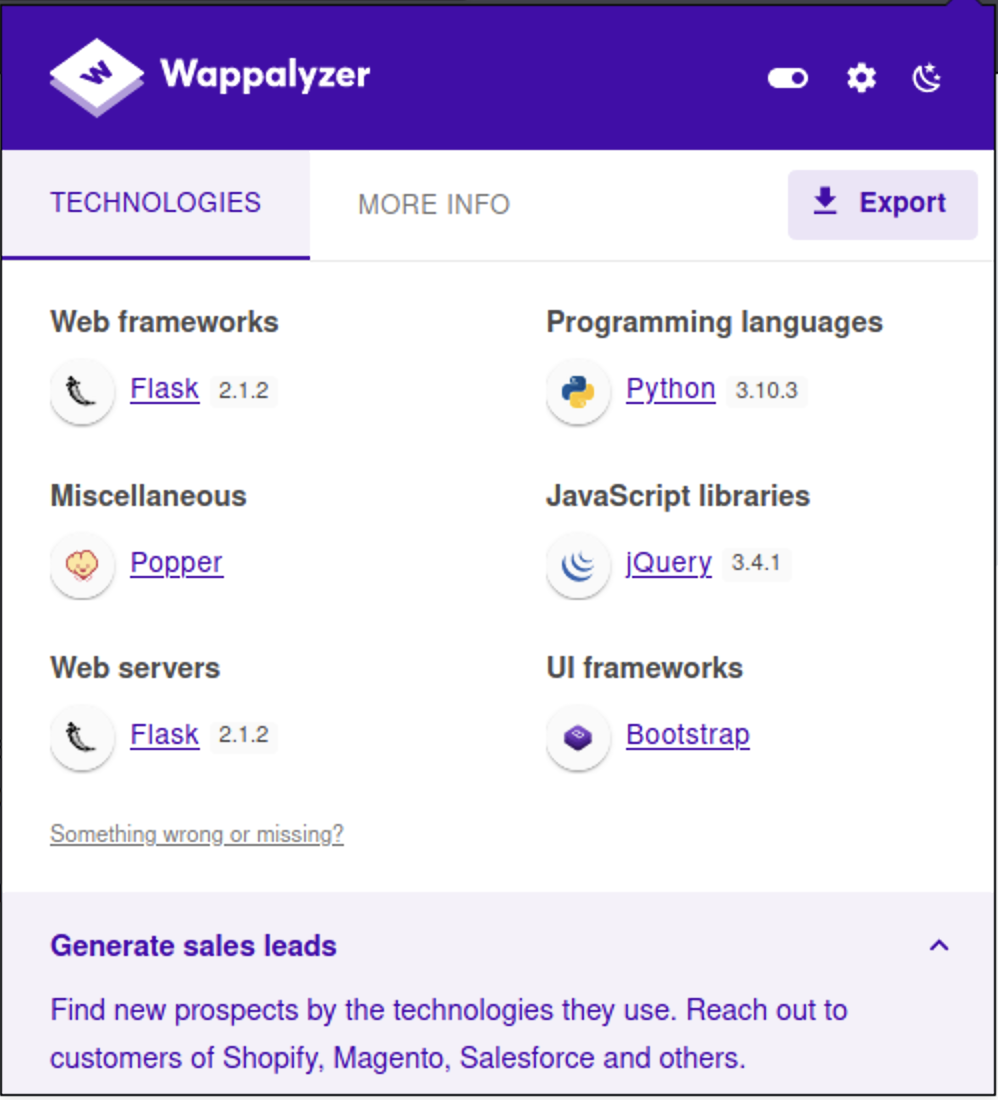 Wappalyzer
TECHNOLOGIES
MORE INFO
Export
Web frameworks
Flask 2.1.2
Programming languages
Python 3.10.3
Miscellaneous
Popper
JavaScript libraries
jQuery 3.4.1
Web servers
Flask 2.1.2
UI frameworks
Bootstrap
Something wrong or missing?
Generate sales leads
Find new prospects by the technologies they use. Reach out to
customers of Shopify, Magento, Salesforce and others.